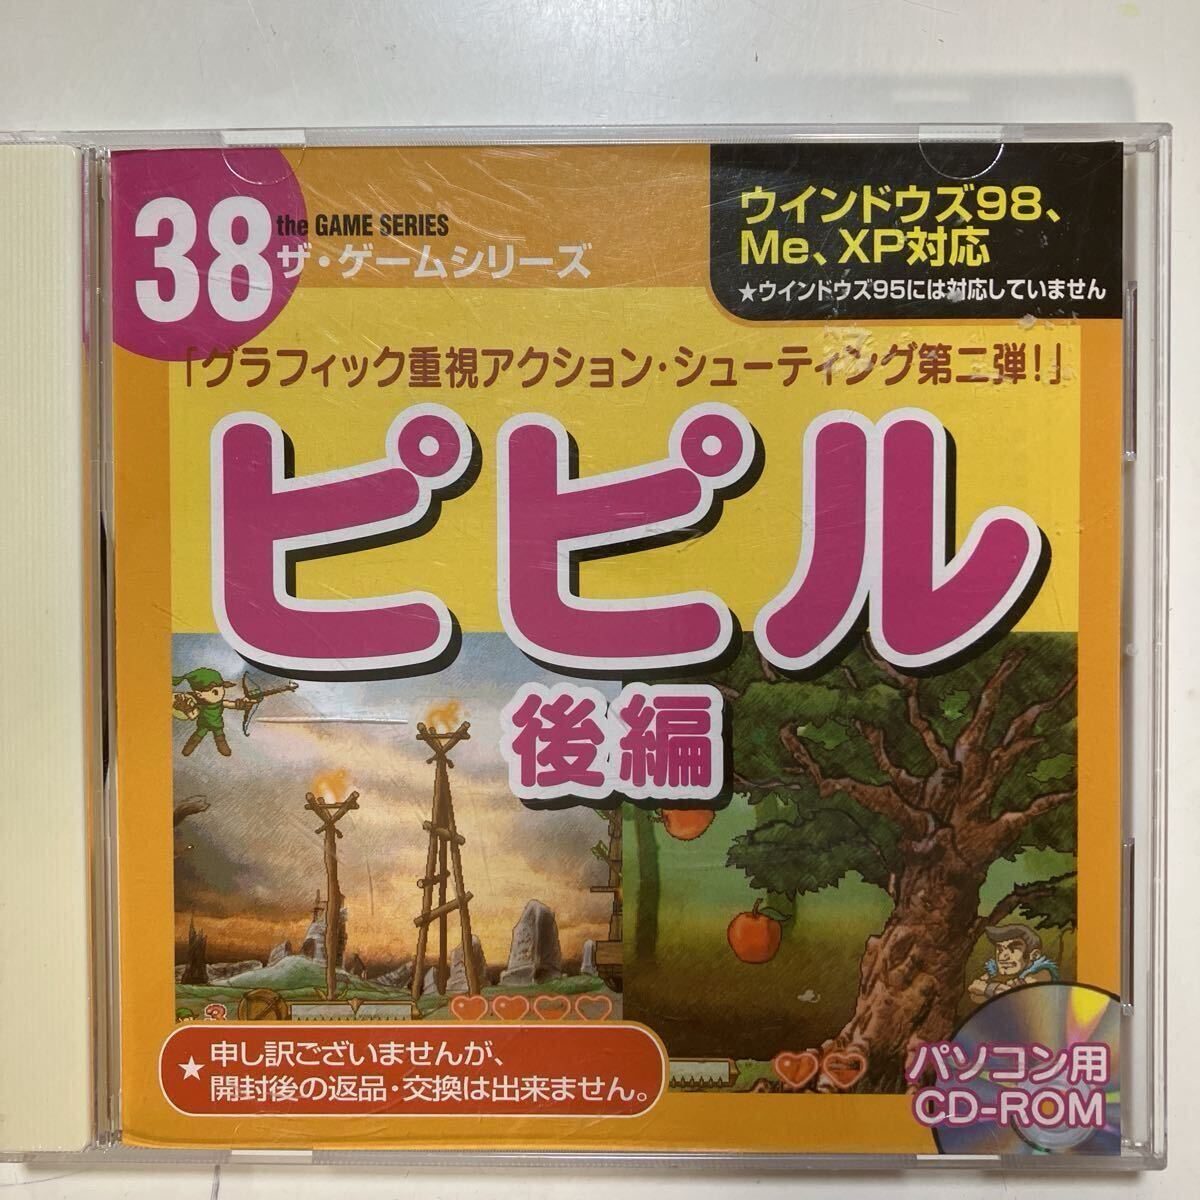 38
the GAME SERIES
ザ・ゲームシリーズ
ウインドウズ98、
Me、XP対応
★ウインドウズ95には対応していません
「グラフィック重視アクション・シューティング第二弾!」
ピピル
後編
3
★申し訳ございませんが、
開封後の返品・交換は出来ません。
パソコン用
CD-ROM